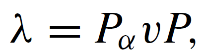 λ = P_α υ P,